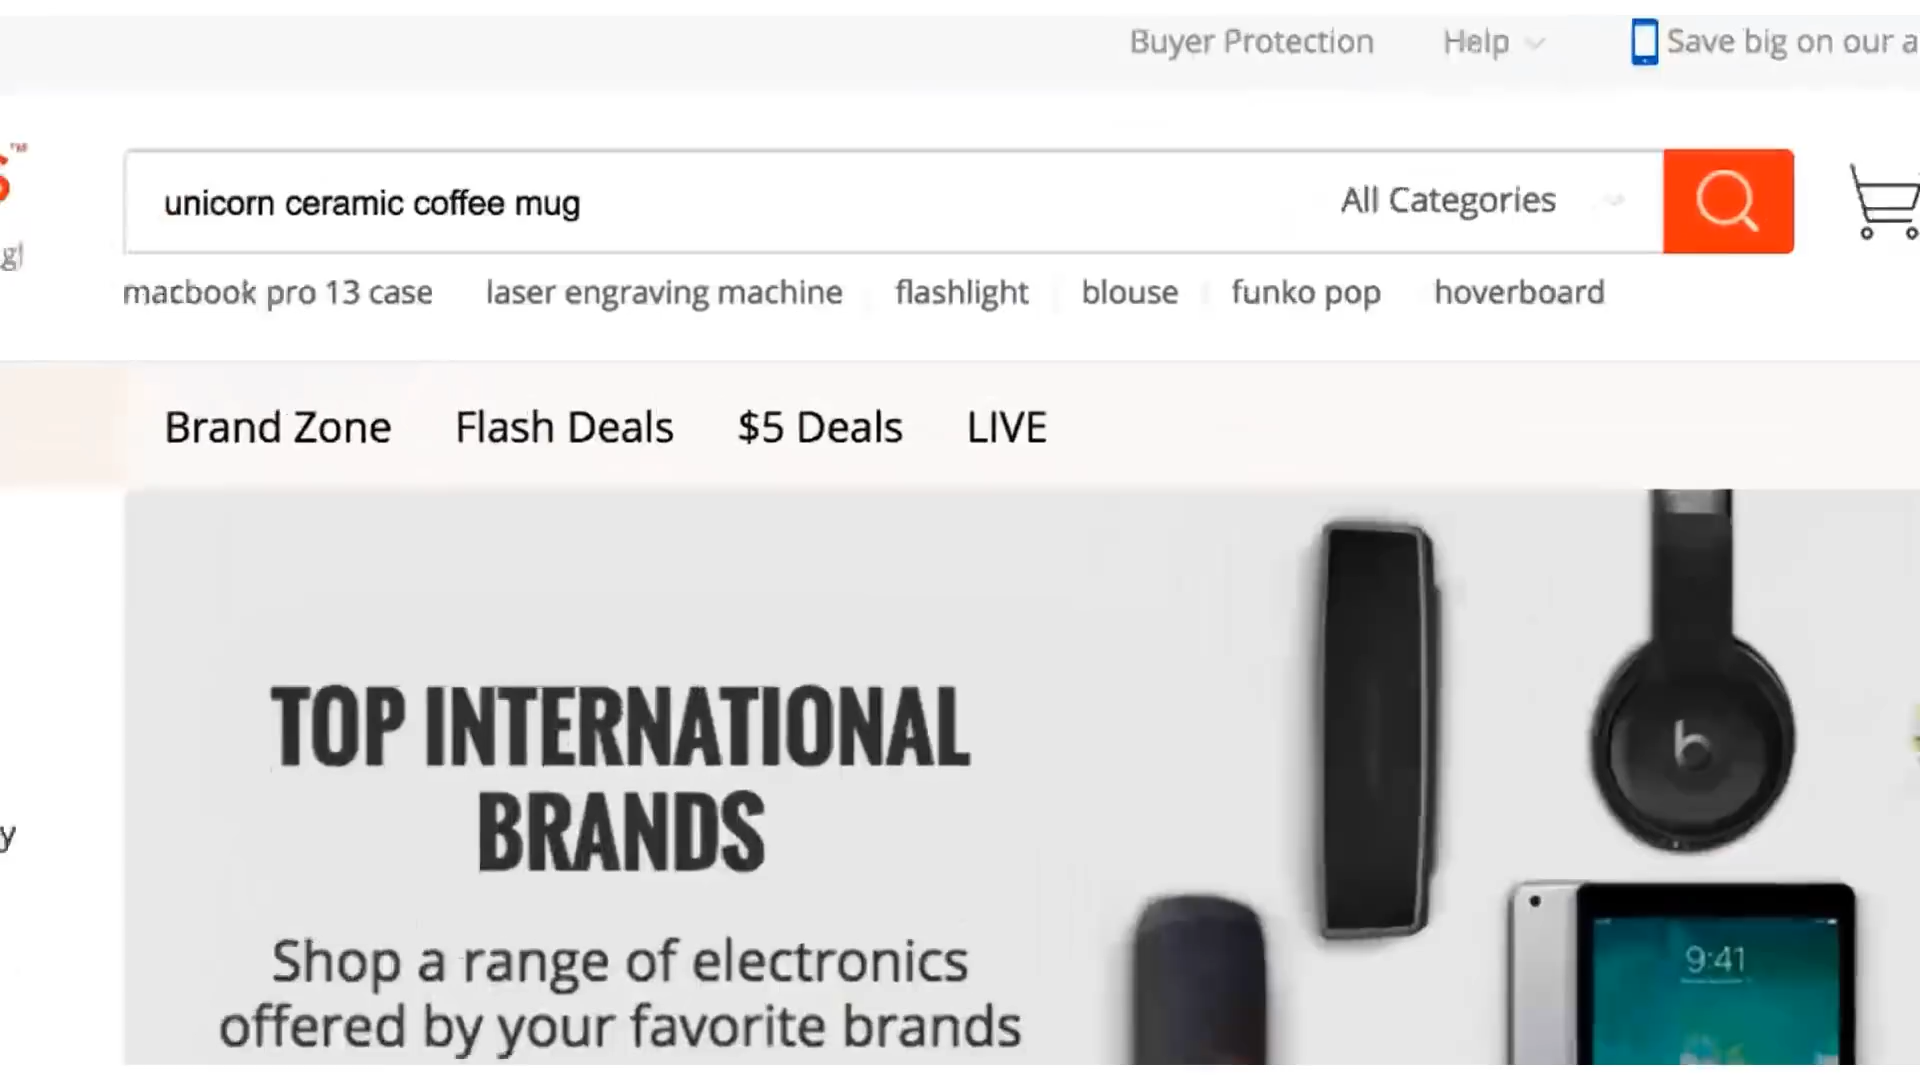 Buyer Protection Help Save big on our a
unicorn ceramic coffee mug All Categories
macbook pro 13 case laser engraving machine flashlight blouse funko pop hoverboard
Brand Zone Flash Deals $5 Deals LIVE
TOP INTERNATIONAL
BRANDS
Shop a range of electronics
offered by your favorite brands
b
9:41